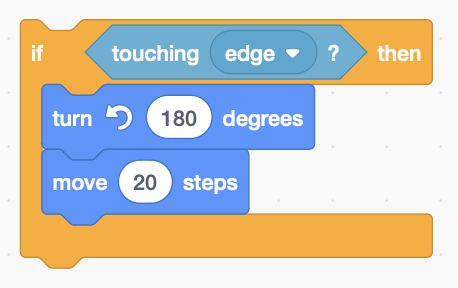 if touching edge ? then
turn 180 degrees
move 20 steps